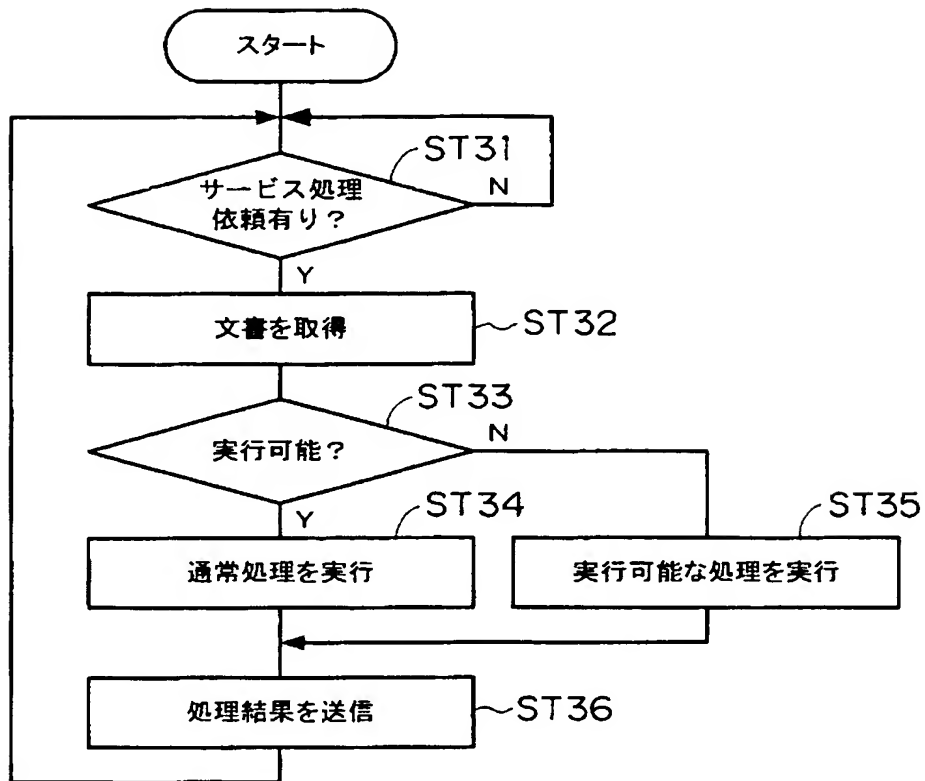 スタート
ST31
サービス処理
依頼有り？
N
Y
文書を取得
ST32
ST33
実行可能？
N
Y
ST34
ST35
通常処理を実行
実行可能な処理を実行
処理結果を送信
ST36